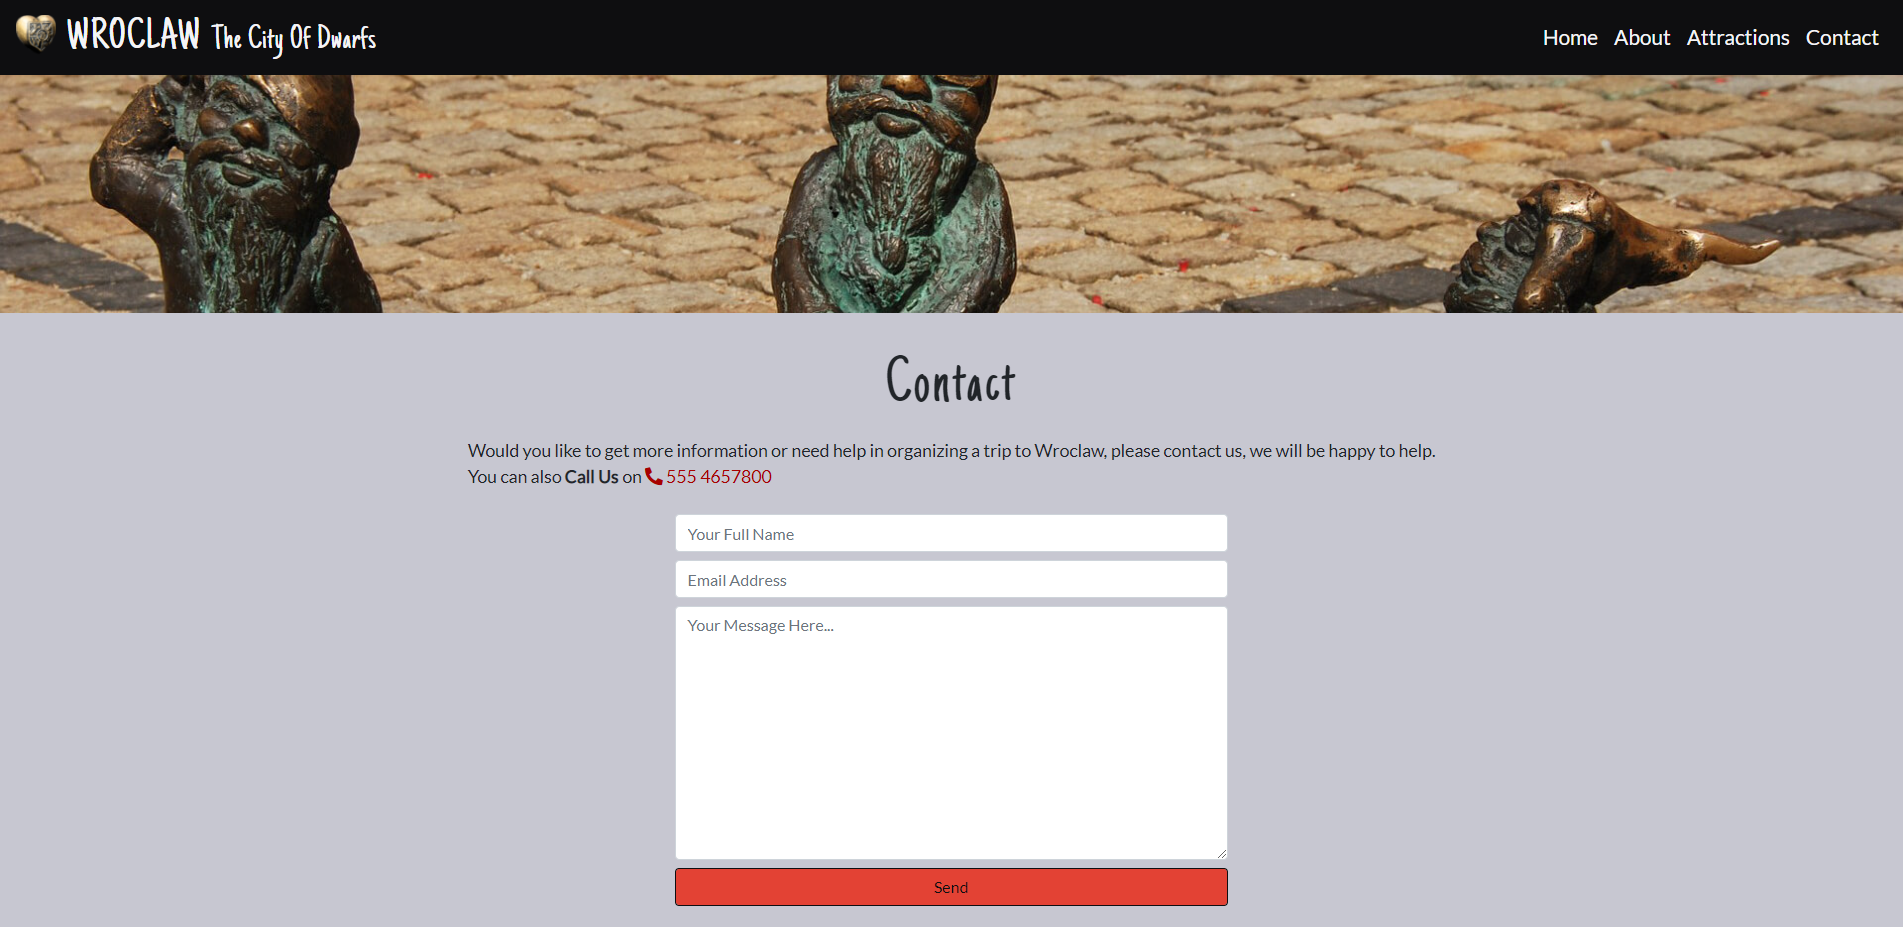 WROCLAW The City Of Dwarfs
Home About Attractions Contact
Contact
Would you like to get more information or need help in organizing a trip to Wroclaw, please contact us, we will be happy to help.
You can also Call Us on 555 4657800
Your Full Name
Email Address
Your Message Here...
Send